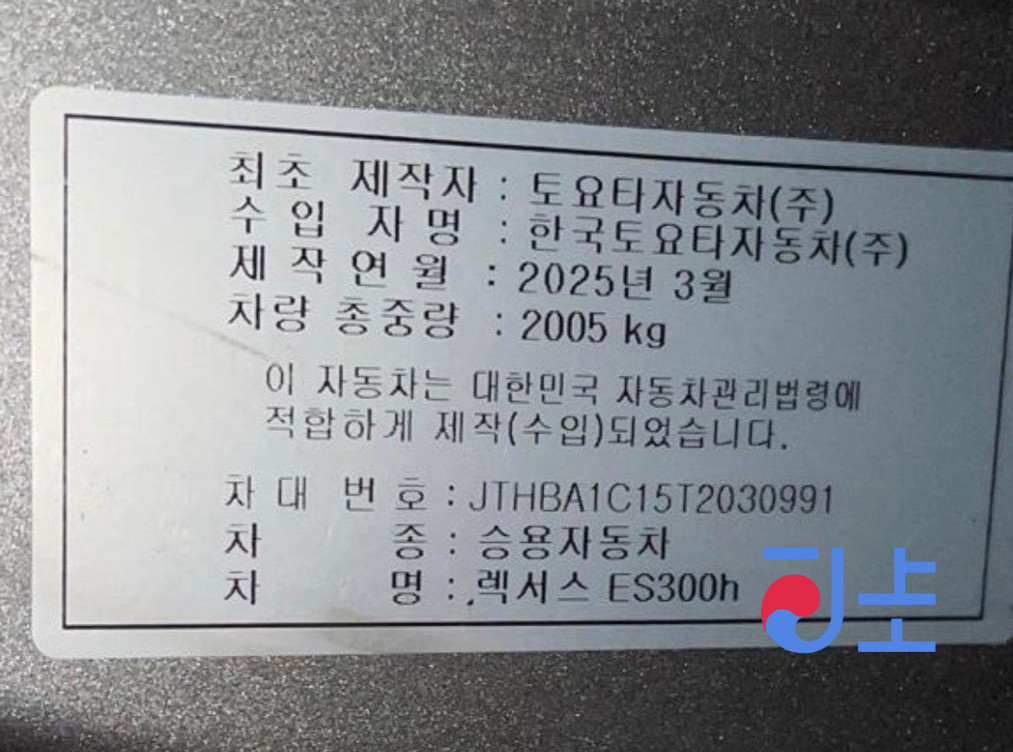 최초 제작자 : 토요타자동차(주)
수입자명 : 한국토요타자동차(주)
제작연월 : 2025년 3월
차량 총중량 : 2005 kg
이 자동차는 대한민국 자동차관리법령에
적합하게 제작(수입)되었습니다.
차대 번호 : JTHBA1C15T2030991
차종 : 승용자동차
차명 : 렉서스 ES300h